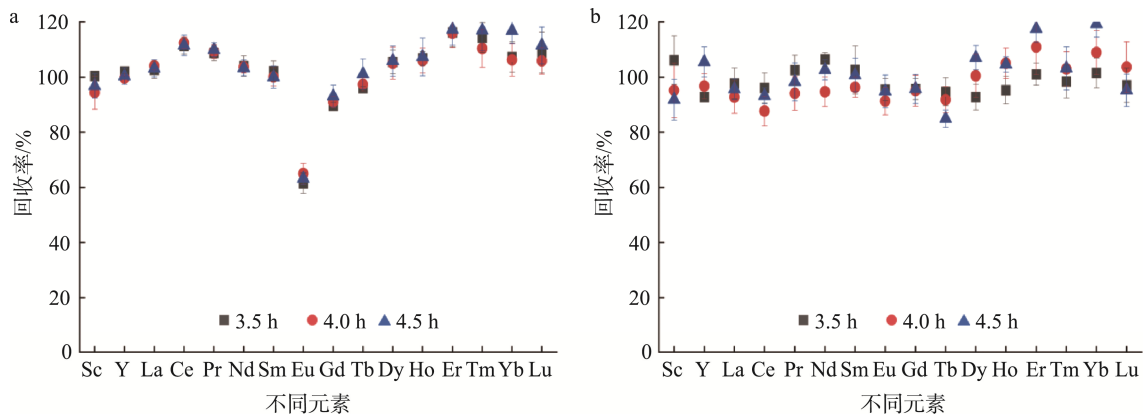 a
120
100
80
60
40
20
0
回收率/%
3.5 h 4.0 h 4.5 h
Sc Y La Ce Pr Nd Sm Eu Gd Tb Dy Ho Er Tm Yb Lu
不同元素
b
120
100
80
60
40
20
0
回收率/%
3.5 h 4.0 h 4.5 h
Sc Y La Ce Pr Nd Sm Eu Gd Tb Dy Ho Er Tm Yb Lu
不同元素